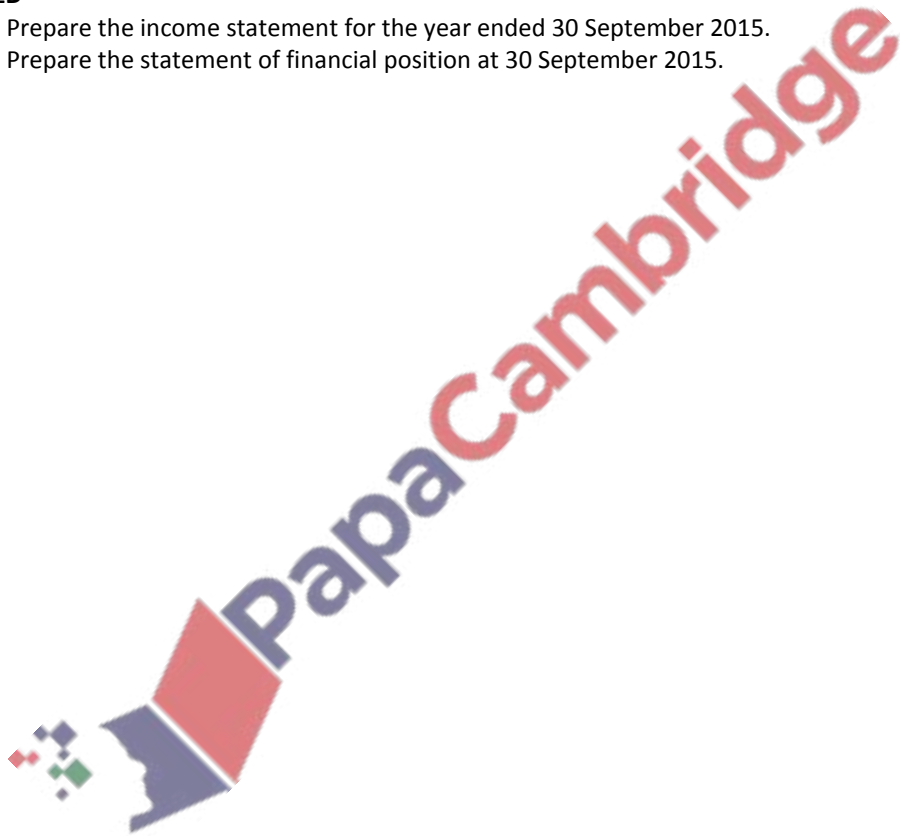 Prepare the income statement for the year ended 30 September 2015.
Prepare the statement of financial position at 30 September 2015.
PapaCambridge